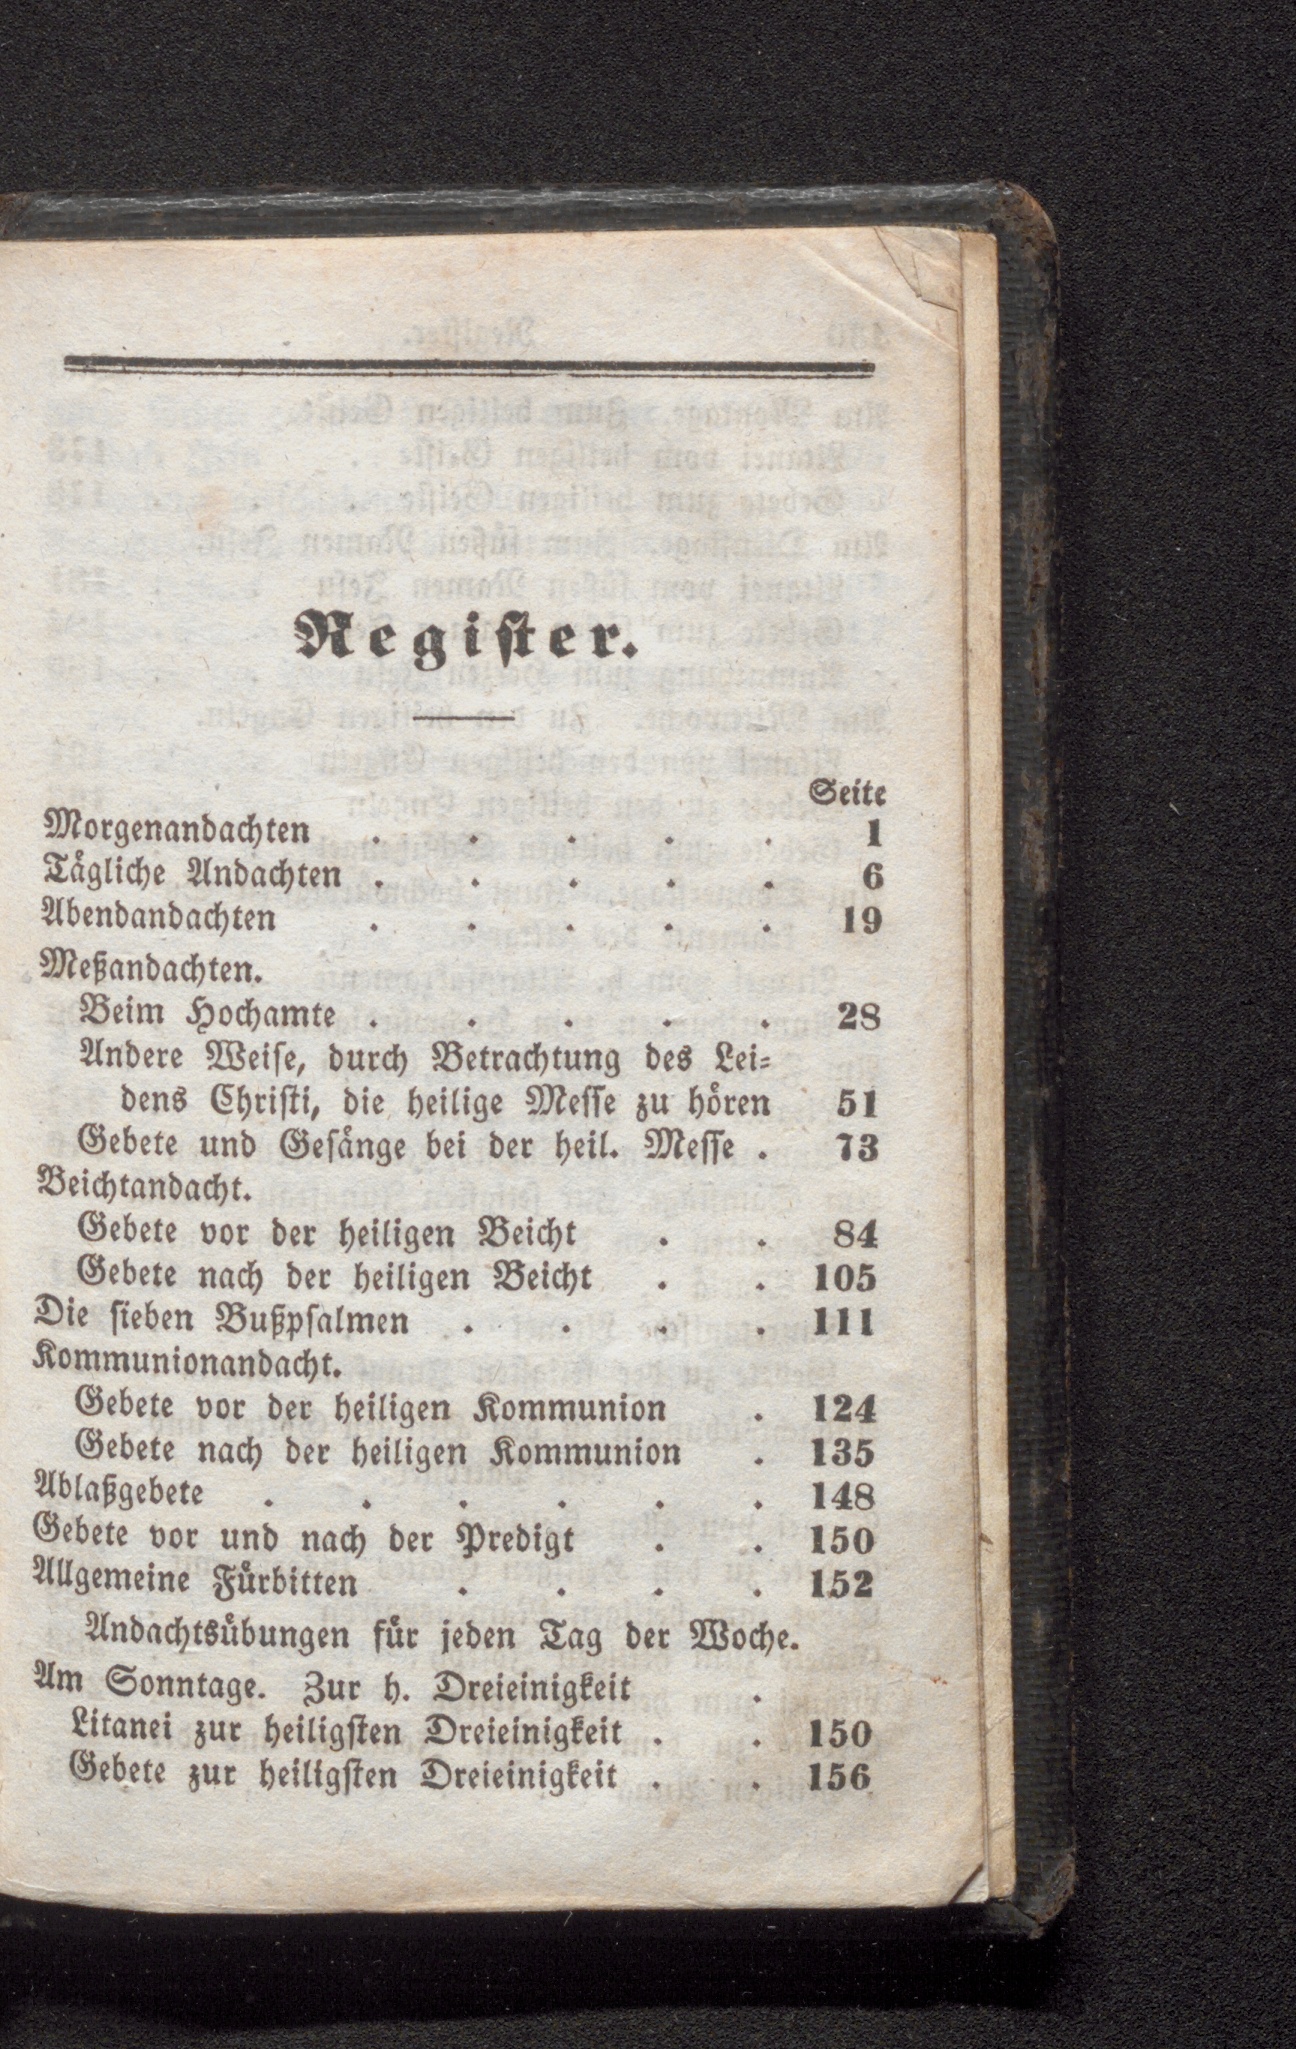 Register.
Seite
Morgenandachten . . . . . 1
Tägliche Andachten . . . . . 6
Abendandachten . . . . . 19
Meßandachten.
Beim Hochamte . . . . . 28
Andere Weise, durch Betrachtung des Lei-
dens Christi, die heilige Messe zu hören 51
Gebete und Gesänge bei der heil. Messe . 73
Beichtandacht.
Gebete vor der heiligen Beicht . . 84
Gebete nach der heiligen Beicht . . 105
Die sieben Bußpsalmen . . . . 111
Kommunionandacht.
Gebete vor der heiligen Kommunion . 124
Gebete nach der heiligen Kommunion . 135
Ablaßgebete . . . . . . 148
Gebete vor und nach der Predigt . . 150
Allgemeine Fürbitten . . . . 152
Andachtsübungen für jeden Tag der Woche.
Am Sonntage. Zur h. Dreieinigkeit .
Litanei zur heiligsten Dreieinigkeit . . 150
Gebete zur heiligsten Dreieinigkeit . . 156